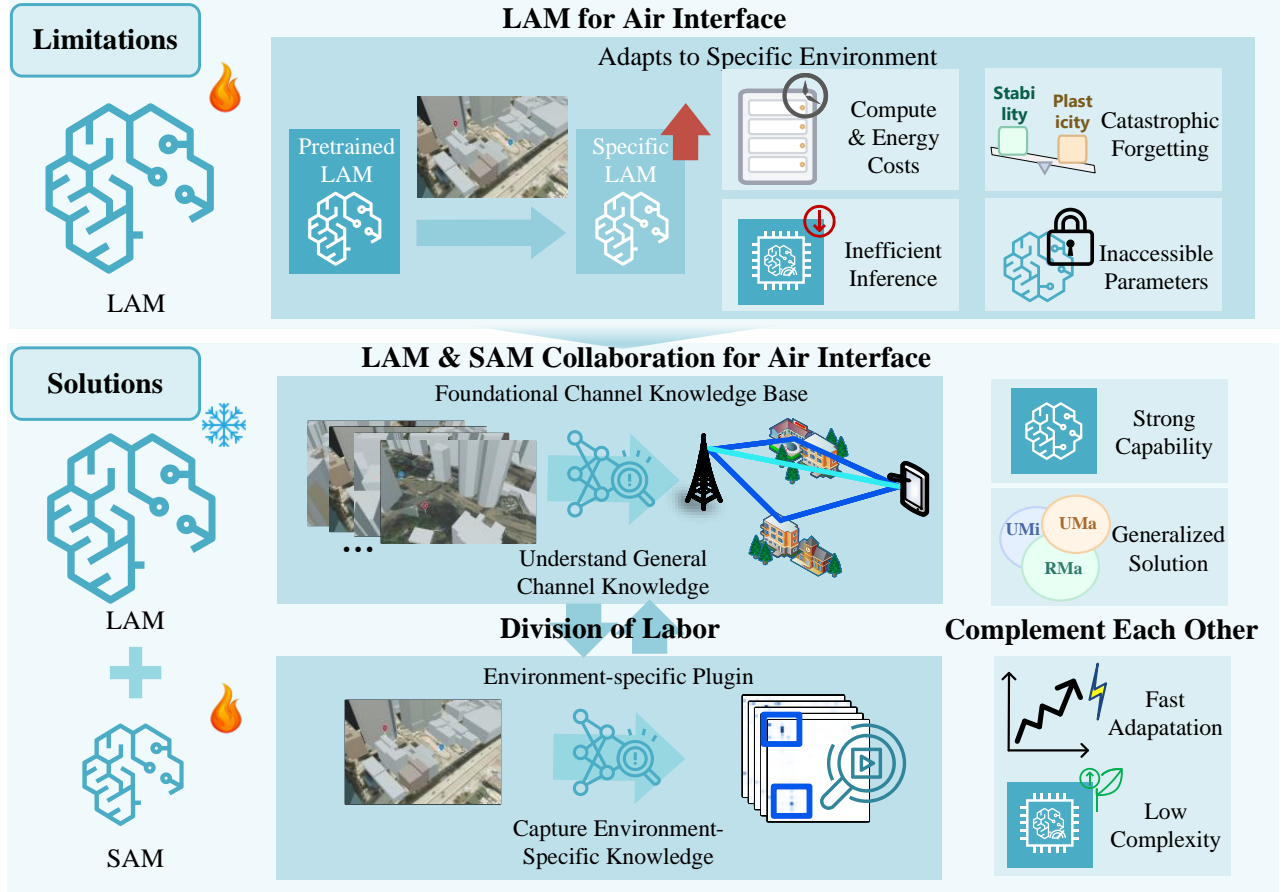 LAM for Air Interface
Limitations
LAM
Adapts to Specific Environment
Pretrained
LAM
Specific
LAM
Compute
& Energy
Costs
Stabi
lity
Plast
icity
Catastrophic
Forgetting
Inefficient
Inference
Inaccessible
Parameters
LAM & SAM Collaboration for Air Interface
Solutions
LAM
SAM
Foundational Channel Knowledge Base
...
Understand General
Channel Knowledge
Strong
Capability
UMi
UMa
RMa
Generalized
Solution
Division of Labor
Complement Each Other
Environment-specific Plugin
Capture Environment-
Specific Knowledge
Fast
Adapatation
Low
Complexity